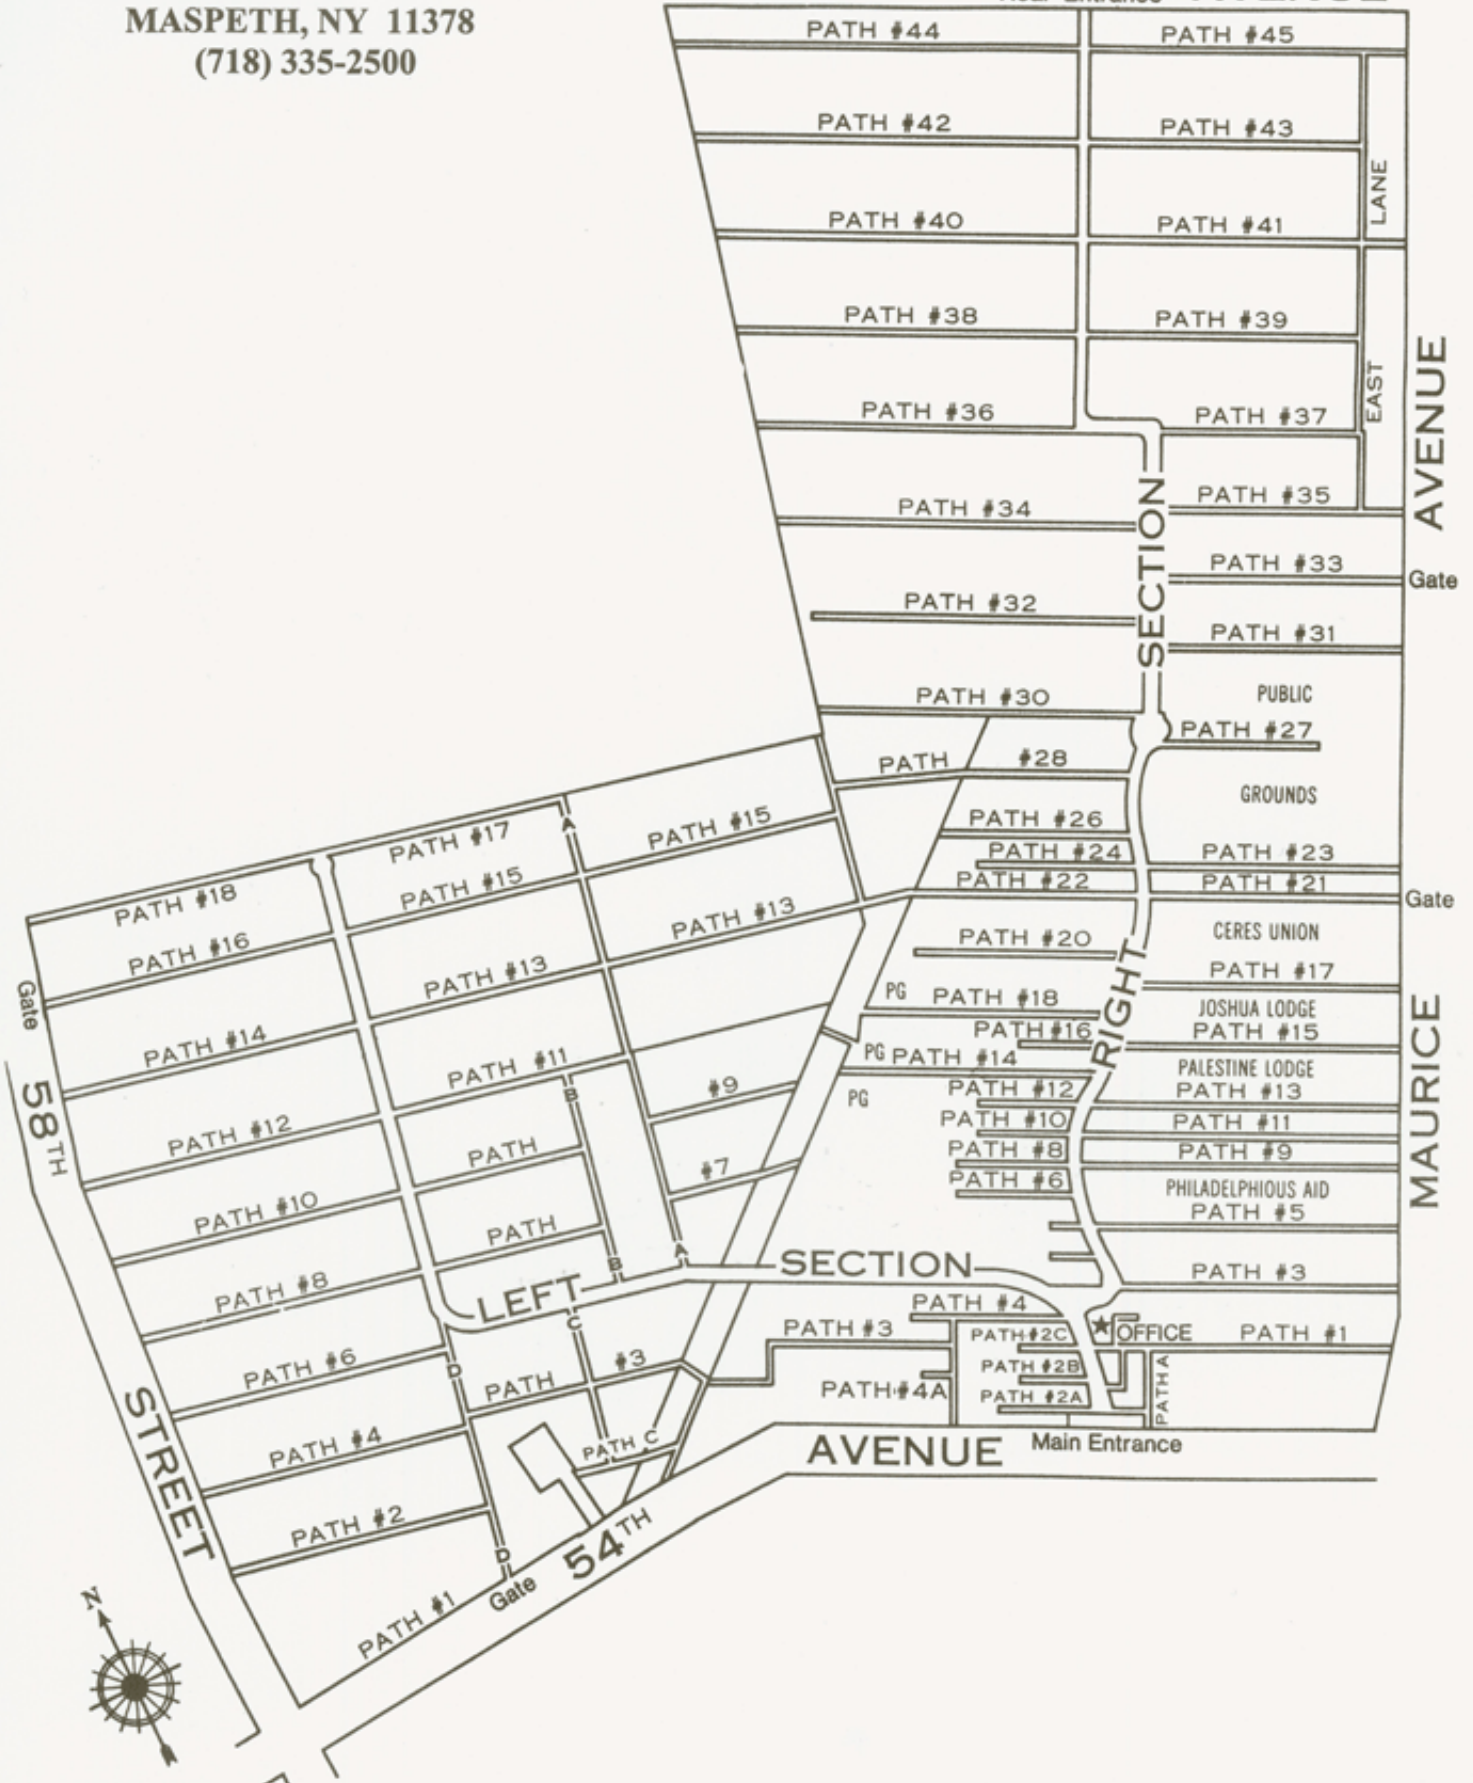 MASPETH, NY 11378
(718) 335-2500
PATH #44
PATH #45
PATH #42
PATH #43
LANE
PATH #40
PATH #41
PATH #38
PATH #39
EAST
AVENUE
PATH #36
PATH #37
PATH #34
SECTION
PATH #35
PATH #33
Gate
PATH #32
PATH #31
PATH #30
PUBLIC
PATH #27
PATH #28
GROUNDS
PATH #26
PATH #24
PATH #23
PATH #22
PATH #21
Gate
PATH #17
A
PATH #15
PATH #18
PATH #15
PATH #16
PATH #13
PATH #13
CERES UNION
PATH #20
PATH #17
Gate
PG
PATH #18
RIGHT
JOSHUA LODGE
PATH #16
PATH #15
PATH #14
PATH #11
PG
PATH #14
PALESTINE LODGE
MAURICE
58TH
B
#9
PG
PATH #12
PATH #13
PATH #12
PATH
PATH #10
PATH #11
PATH #8
PATH #9
#7
PATH #6
PHILADELPHIOUS AID
PATH #10
PATH
PATH #5
B
A
PATH #8
LEFT
SECTION
PATH #3
C
PATH #4
PATH #3
PATH #2C
OFFICE
PATH #1
PATH #6
D
PATH
#3
PATH #2B
PATH #4A
PATH #2A
PATH A
STREET
PATH #4
PATH C
AVENUE
Main Entrance
PATH #2
D
54TH
Gate
PATH #1
N